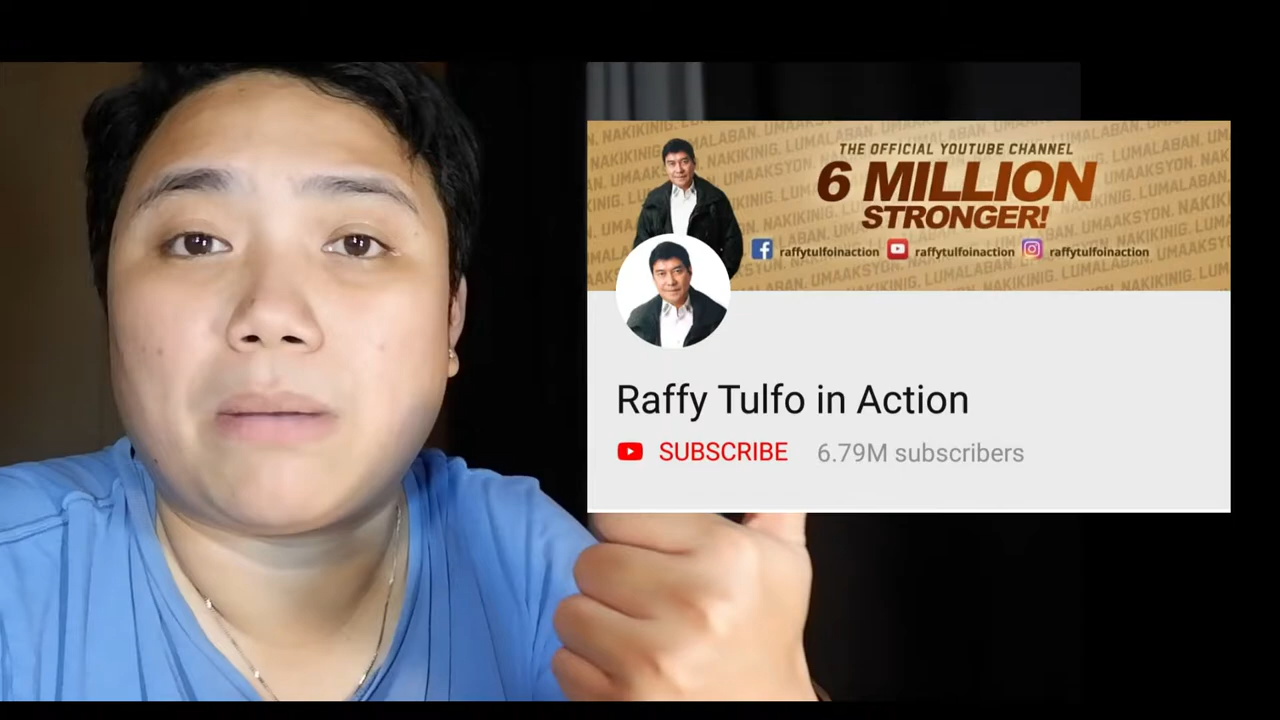 THE OFFICIAL YOUTUBE CHANNEL
6 MILLION
STRONGER!
raffytulfoinaction raffytulfoinaction raffytulfoinaction
Raffy Tulfo in Action
SUBSCRIBE 6.79M subscribers